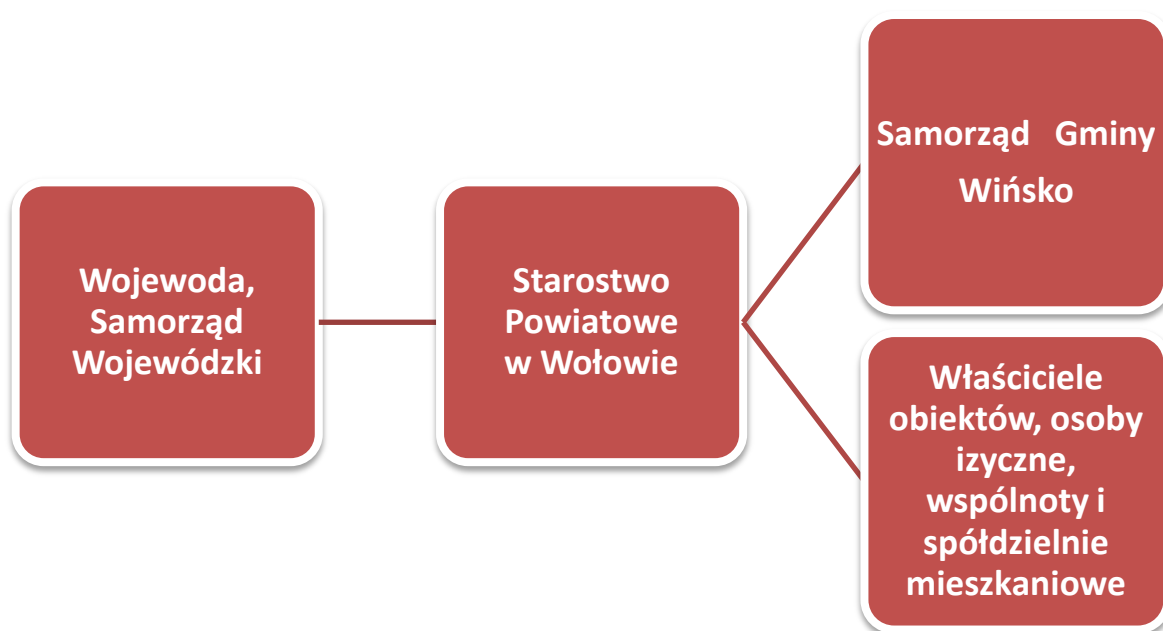 Wojewoda,
Samorząd
Wojewódzki
Starostwo
Powiatowe
w Wołowie
Samorząd Gminy
Wińsko
Właściciele
obiektów, osoby
izyczne,
wspólnoty i
spółdzielnie
mieszkaniowe